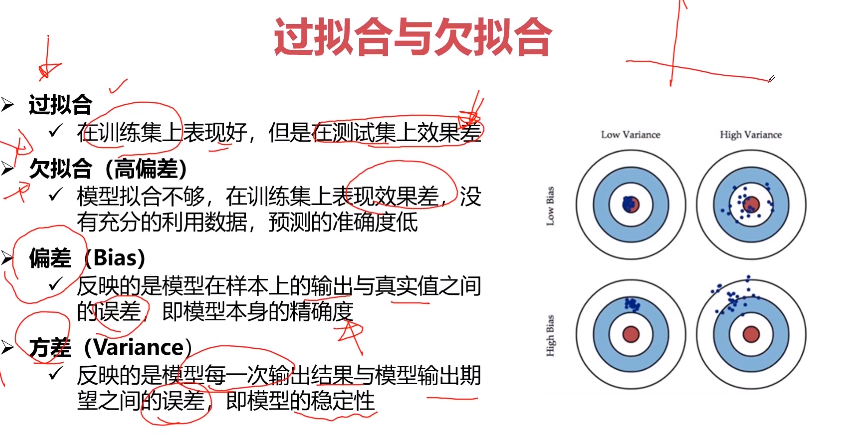 过拟合与欠拟合
过拟合
在训练集上表现好，但是在测试集上效果差
欠拟合（高偏差）
模型拟合不够，在训练集上表现效果差，没
有充分的利用数据，预测的准确度低
偏差（Bias）
反映的是模型在样本上的输出与真实值之间
的误差，即模型本身的精确度
方差（Variance）
反映的是模型每一次输出结果与模型输出期
望之间的误差，即模型的稳定性
Low Variance
High Variance
Low Bias
High Bias